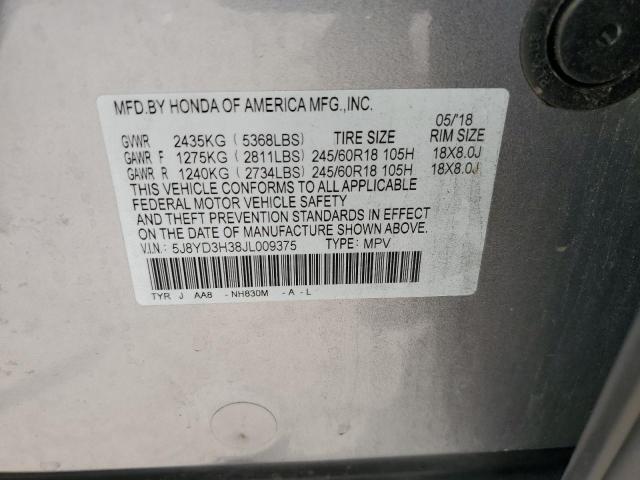 MFD.BY HONDA OF AMERICA MFG.,INC.
05/'18
GVWR 2435KG ( 5368LBS) TIRE SIZE RIM SIZE
GAWR F 1275KG ( 2811LBS) 245/60R18 105H 18X8.0J
GAWR R 1240KG ( 2734LBS) 245/60R18 105H 18X8.0J
THIS VEHICLE CONFORMS TO ALL APPLICABLE
FEDERAL MOTOR VEHICLE SAFETY
AND THEFT PREVENTION STANDARDS IN EFFECT
ON THE DATE OF MANUFACTURE SHOWN ABOVE.
V.I.N.: 5J8YD3H38JL009375 TYPE: MPV
TYR J AA8 -NH830M -A-L